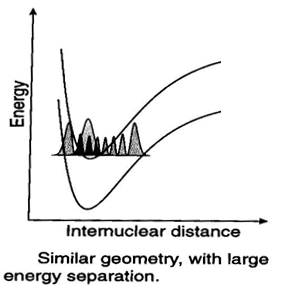 Energy
Internuclear distance
Similar geometry, with large
energy separation.